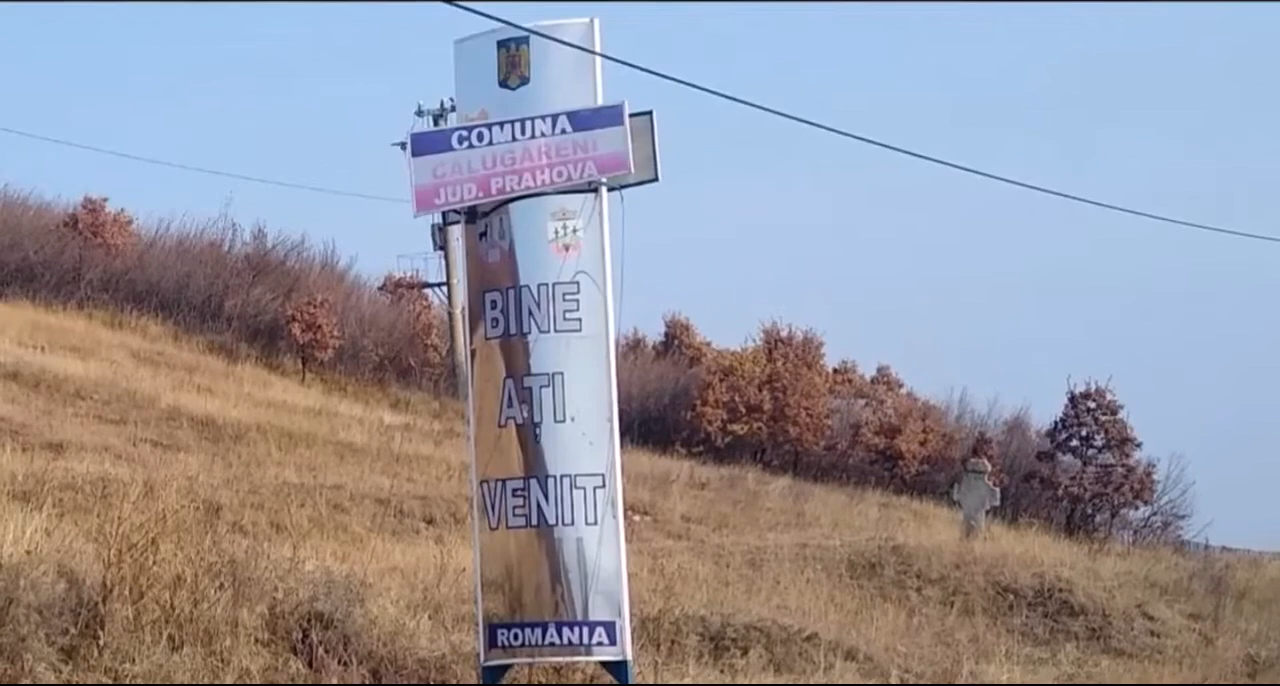 COMUNA
CALUGARENI
JUD. PRAHOVA
BINE
AȚI
VENIT
ROMÂNIA